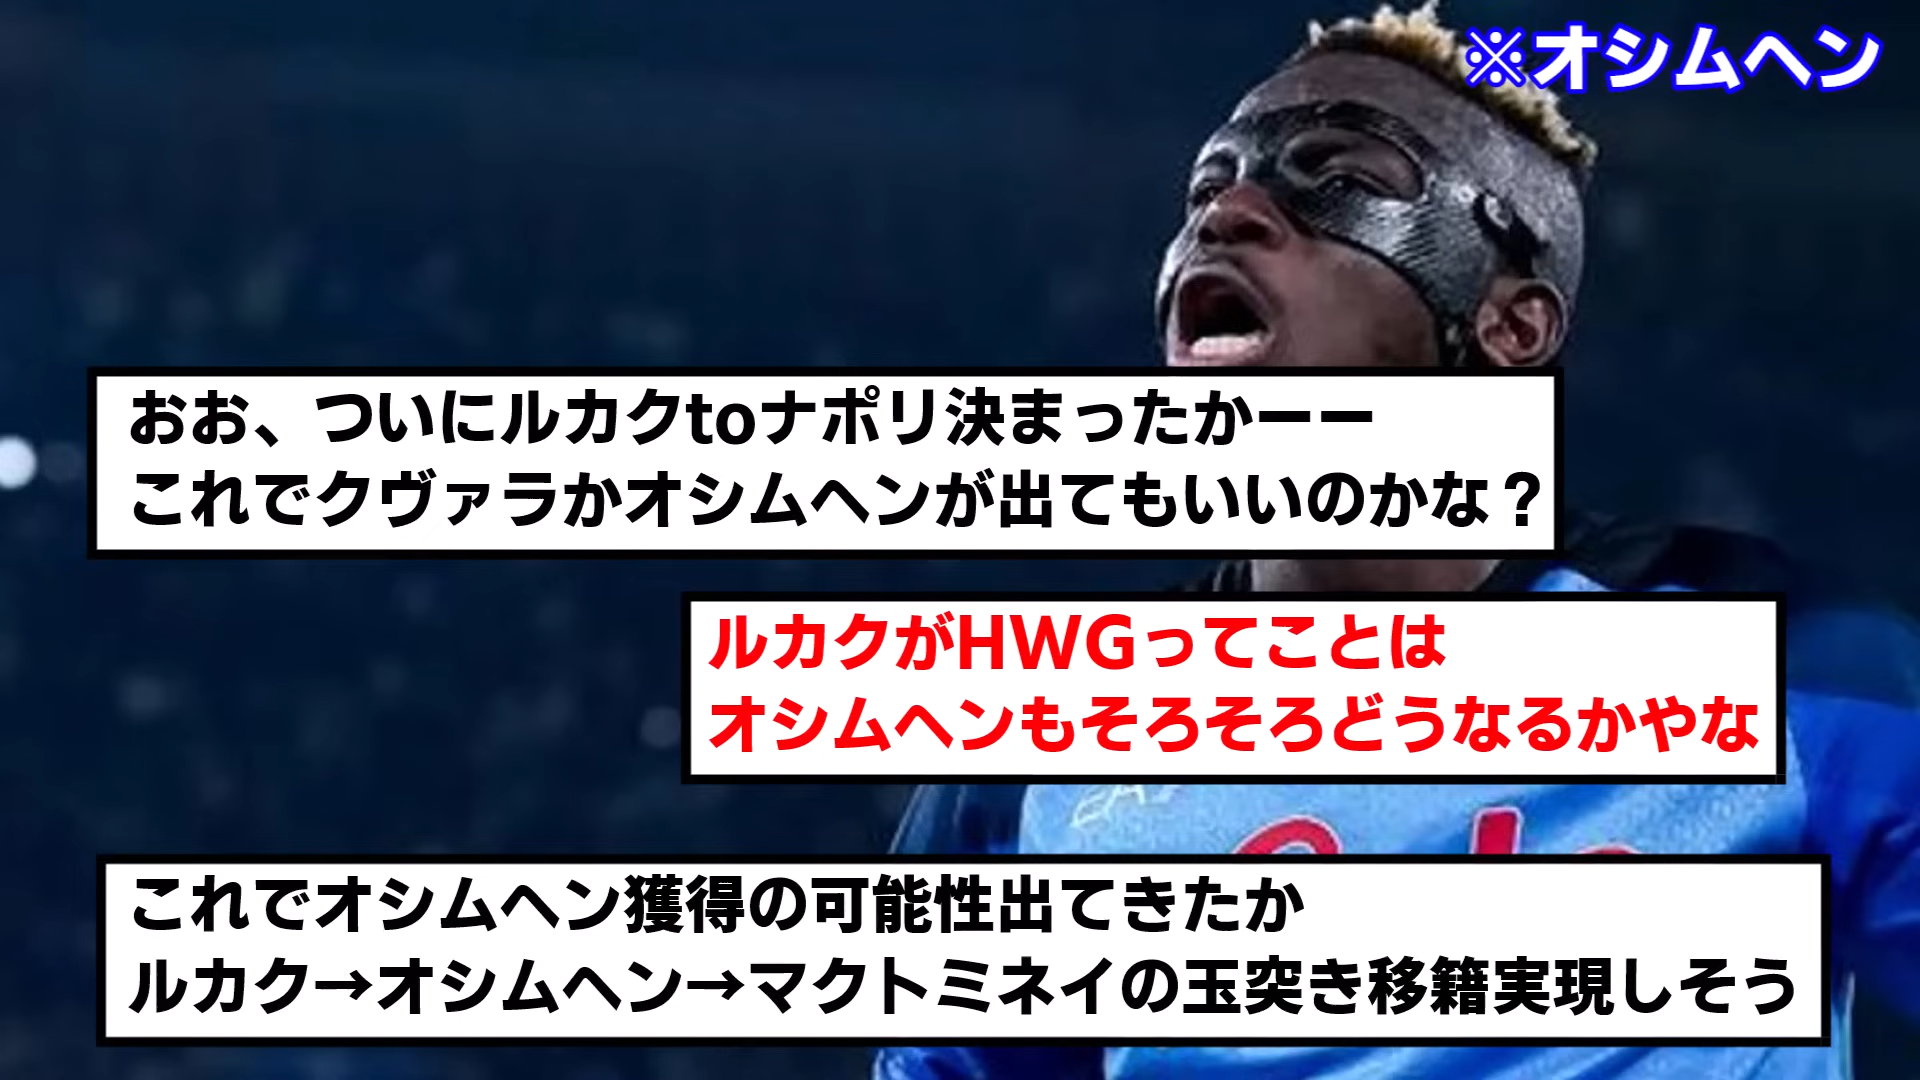 ※オシムヘン
おお、ついにルカクtoナポリ決まったかーー
これでクヴァラかオシムヘンが出てもいいのかな？
ルカクがHWGってことは
オシムヘンもそろそろどうなるかやな
これでオシムヘン獲得の可能性出てきたか
ルカク→オシムヘン→マクトミネイの玉突き移籍実現しそう